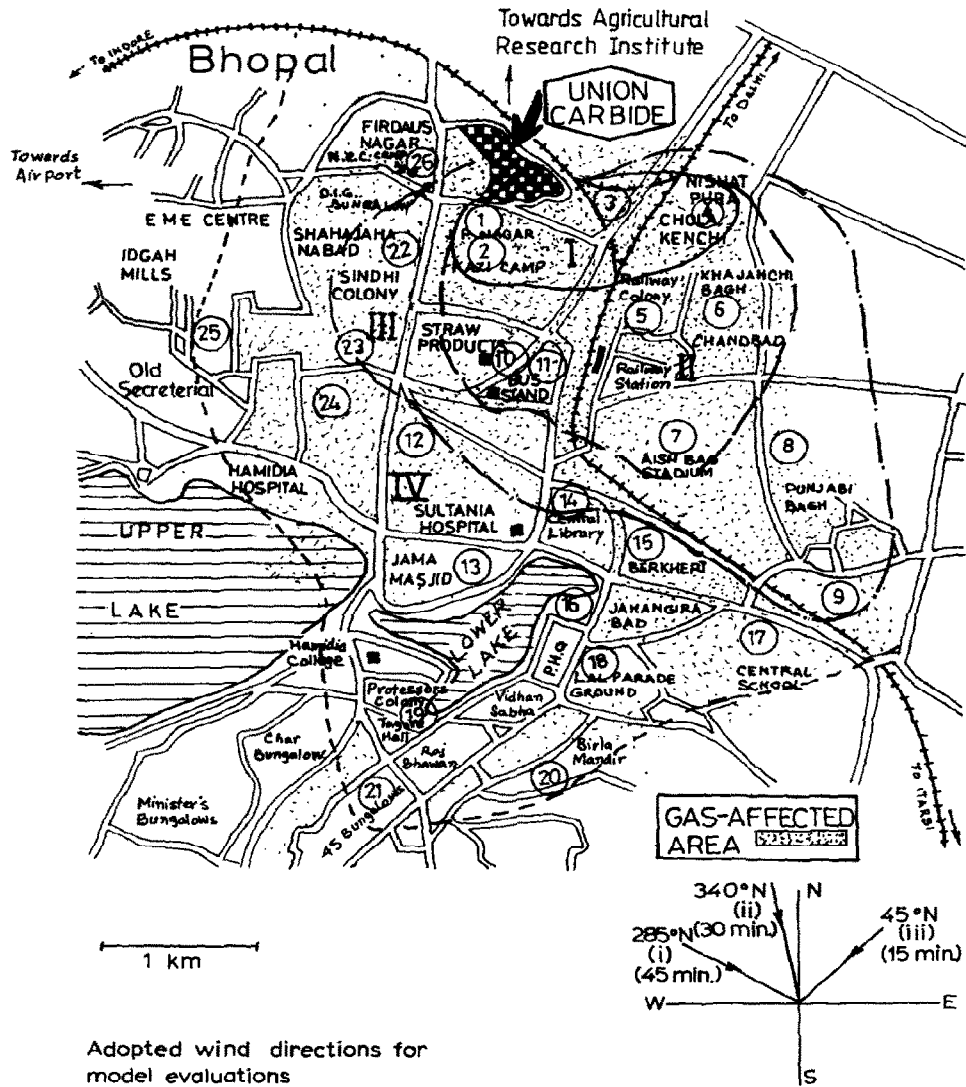 Towards Agricultural
Research Institute
TO INDORE
Bhopal
UNION
CARBIDE
To DELHI
FIRDAUS
NAGAR
26
Towards
Airport
D.I.G.
BUNGALOW
EME CENTRE
1
3
NISHAT
PURA
4
CHOLA
KENCHI
SHAHAJAHA
NABAD
22
NAGAR
2
KAZI CAMP
I
IDGAH
MILLS
SINDHI
COLONY
Railway
Colony
KHAJANCHI
BAGH
5
6
III
STRAW
PRODUCTS
CHANDBAD
25
23
10
11
BUS
STAND
Railway
Station
II
Old
Secreterial
24
12
7
AISH BAG
STADIUM
8
HAMIDIA
HOSPITAL
IV
SULTANIA
HOSPITAL
14
Central
Library
PUNJABI
BAGH
UPPER
LAKE
JAMA
MASJID
13
15
BERKHERI
9
LOWER
LAKE
16
JAHANGIRA
BAD
17
Hamidia
College
P.H.Q
18
LAL PARADE
GROUND
CENTRAL
SCHOOL
Professors
Colony
19
Tagore
Hall
Vidhan
Sabha
Char
Bungalow
Raj
Bhawan
Birla
Mandir
20
21
45 Bungalows
Minister's
Bungalows
TO ITARSI
GAS-AFFECTED
AREA
340°N
(ii)
(30 min.)
N
45°N
(iii)
(15 min.)
285°N
(i)
(45 min.)
W
E
S
1 km
Adopted wind directions for
model evaluations